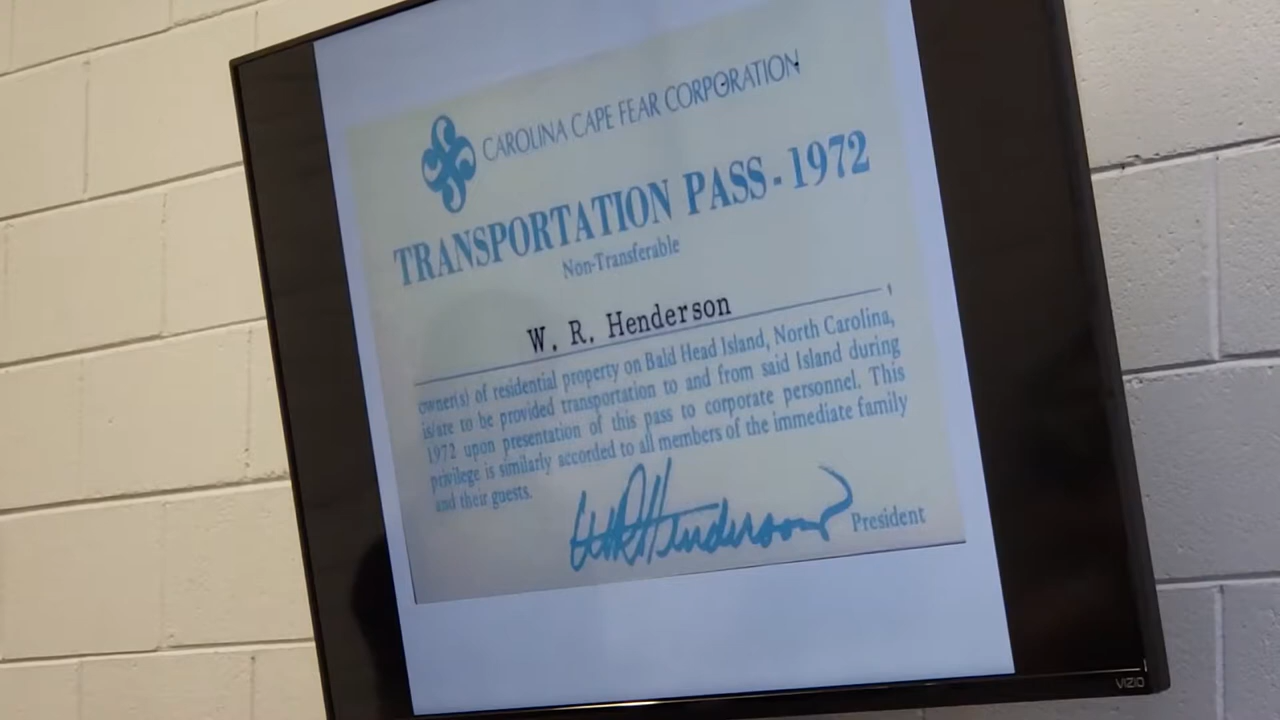 CAROLINA CAPE FEAR CORPORATION
TRANSPORTATION PASS - 1972
Non-Transferable
W. R. Henderson,
owner(s) of residential property on Bald Head Island, North Carolina,
is/are to be provided transportation to and from said Island during
1972 upon presentation of this pass to corporate personnel. This
privilege is similarly accorded to all members of the immediate family
and their guests.
WR Henderson President
VIZIO